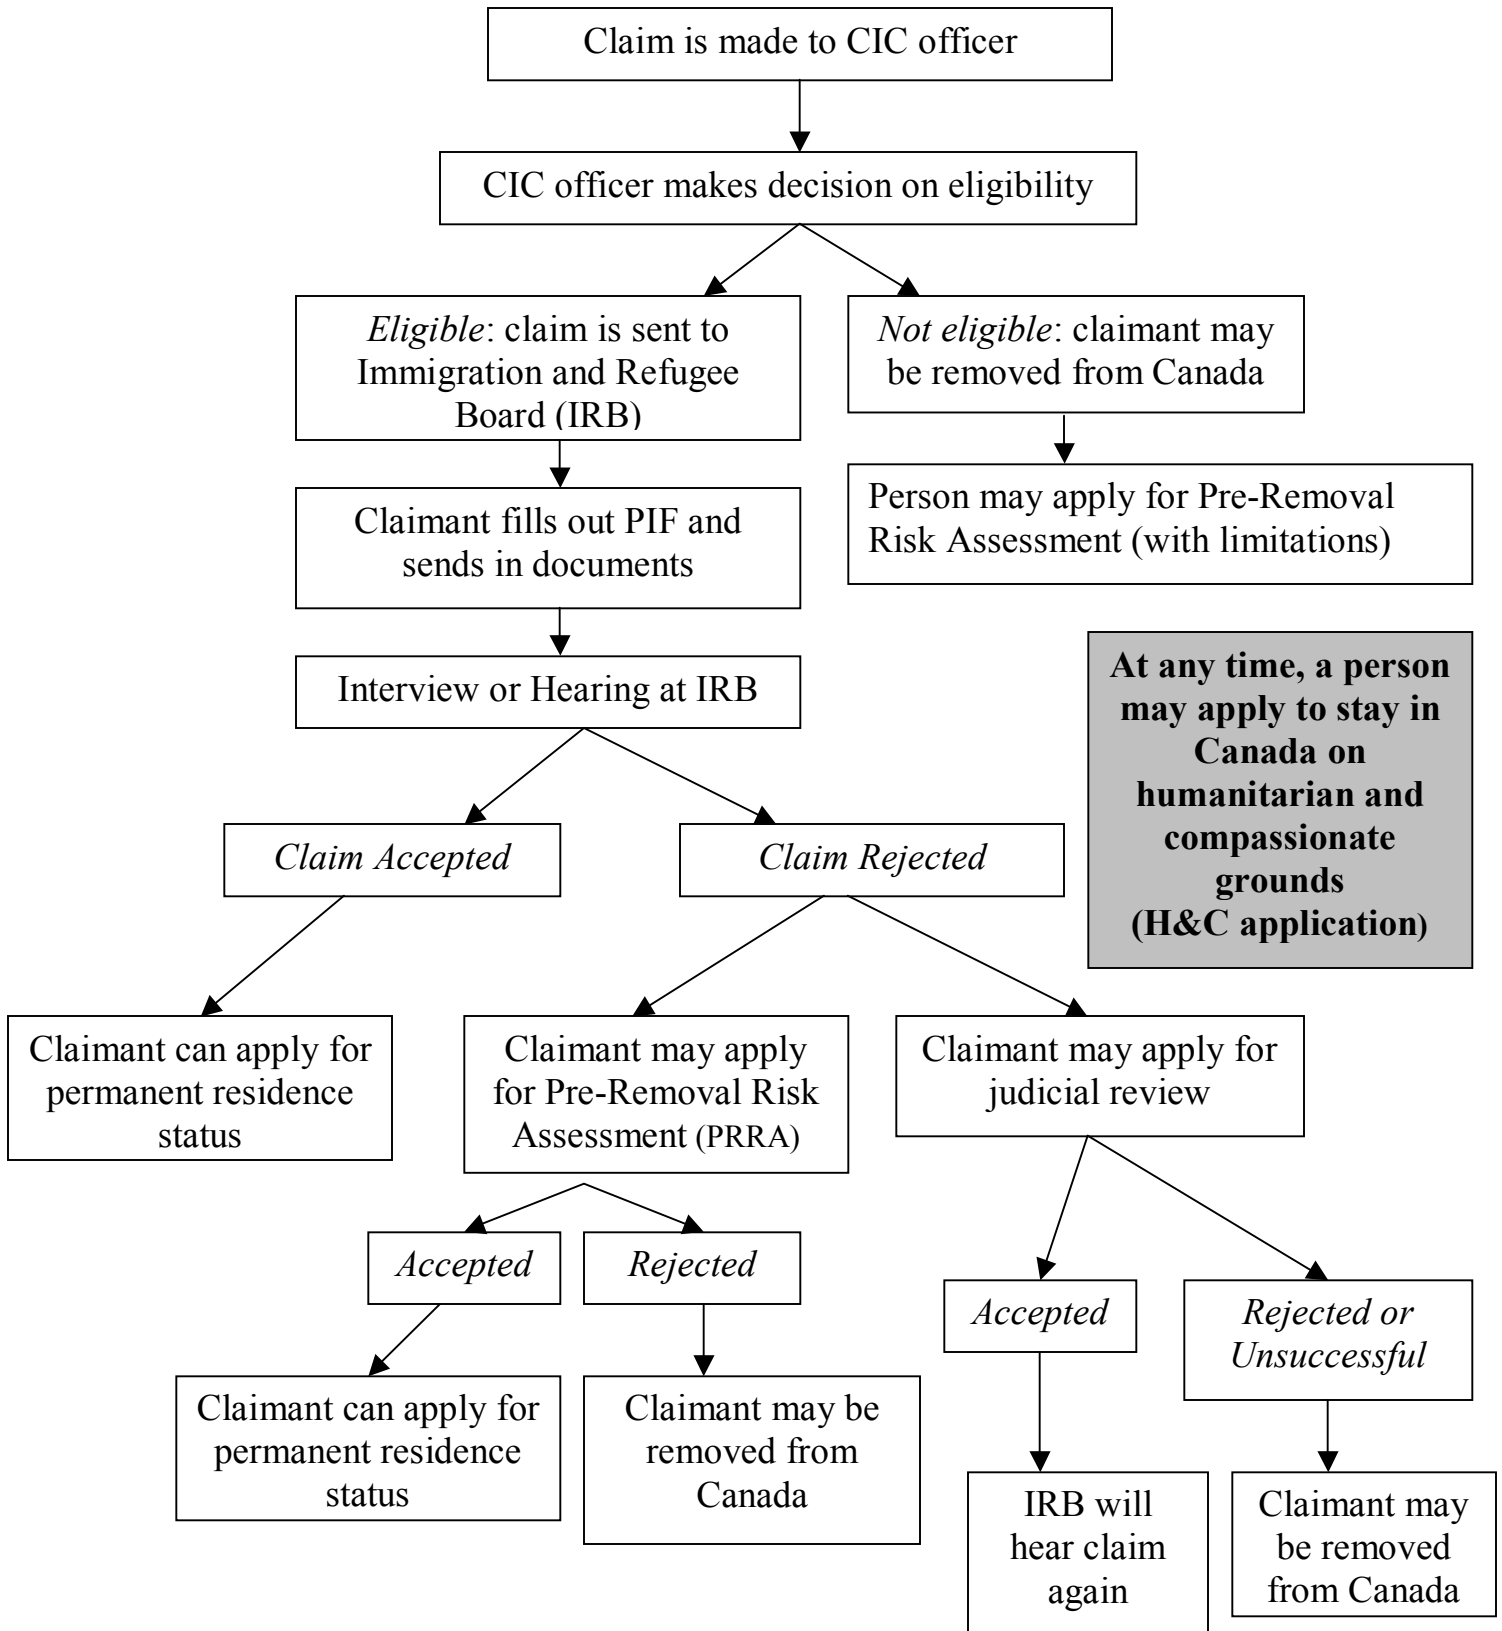 Claim is made to CIC officer
CIC officer makes decision on eligibility
Eligible: claim is sent to
Immigration and Refugee
Board (IRB)
Not eligible: claimant may
be removed from Canada
Claimant fills out PIF and
sends in documents
Person may apply for Pre-Removal
Risk Assessment (with limitations)
Interview or Hearing at IRB
At any time, a person
may apply to stay in
Canada on
humanitarian and
compassionate
grounds
(H&C application)
Claim Accepted
Claim Rejected
Claimant can apply for
permanent residence
status
Claimant may apply
for Pre-Removal Risk
Assessment (PRRA)
Claimant may apply for
judicial review
Accepted
Rejected
Accepted
Rejected or
Unsuccessful
Claimant can apply for
permanent residence
status
Claimant may be
removed from
Canada
IRB will
hear claim
again
Claimant may
be removed
from Canada